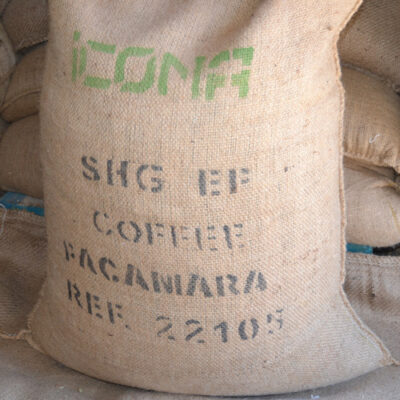 iCONA
SHG EP
COFFEE
PACAMARA
REF. 22105